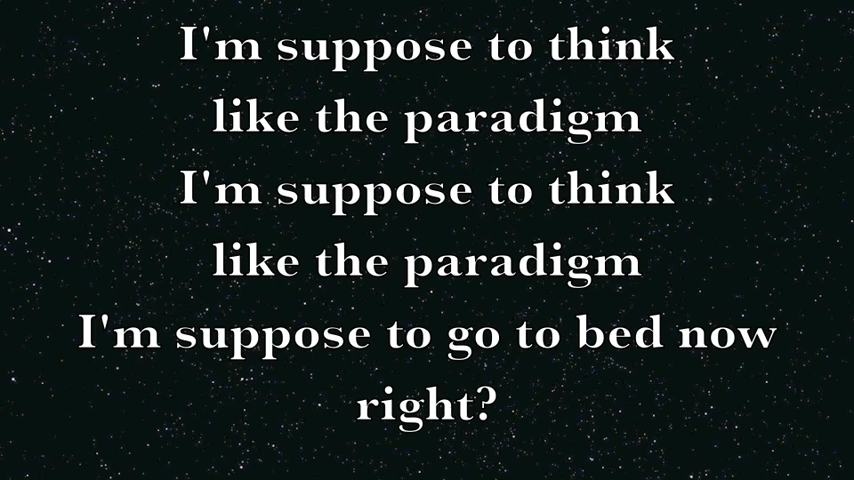 I'm suppose to think
like the paradigm
I'm suppose to think
like the paradigm
I'm suppose to go to bed now
right?